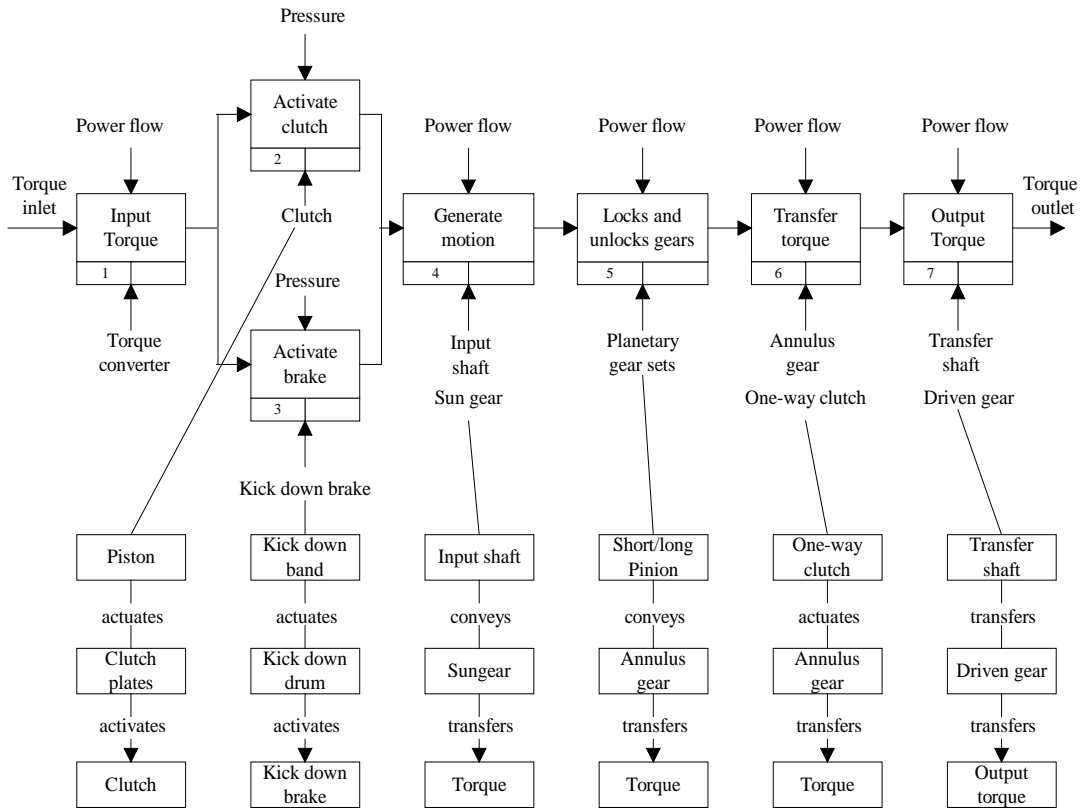 Pressure
Activate
clutch
2
Power flow
Power flow
Power flow
Power flow
Power flow
Torque
inlet
Input
Torque
1
Clutch
Generate
motion
4
Locks and
unlocks gears
5
Transfer
torque
6
Output
Torque
7
Torque
outlet
Pressure
Activate
brake
3
Torque
converter
Input
shaft
Sun gear
Planetary
gear sets
Annulus
gear
One-way clutch
Transfer
shaft
Driven gear
Kick down brake
Piston
actuates
Clutch
plates
activates
Clutch
Kick down
band
actuates
Kick down
drum
activates
Kick down
brake
Input shaft
conveys
Sungear
transfers
Torque
Short/long
Pinion
conveys
Annulus
gear
transfers
Torque
One-way
clutch
actuates
Annulus
gear
transfers
Torque
Transfer
shaft
transfers
Driven gear
transfers
Output
torque